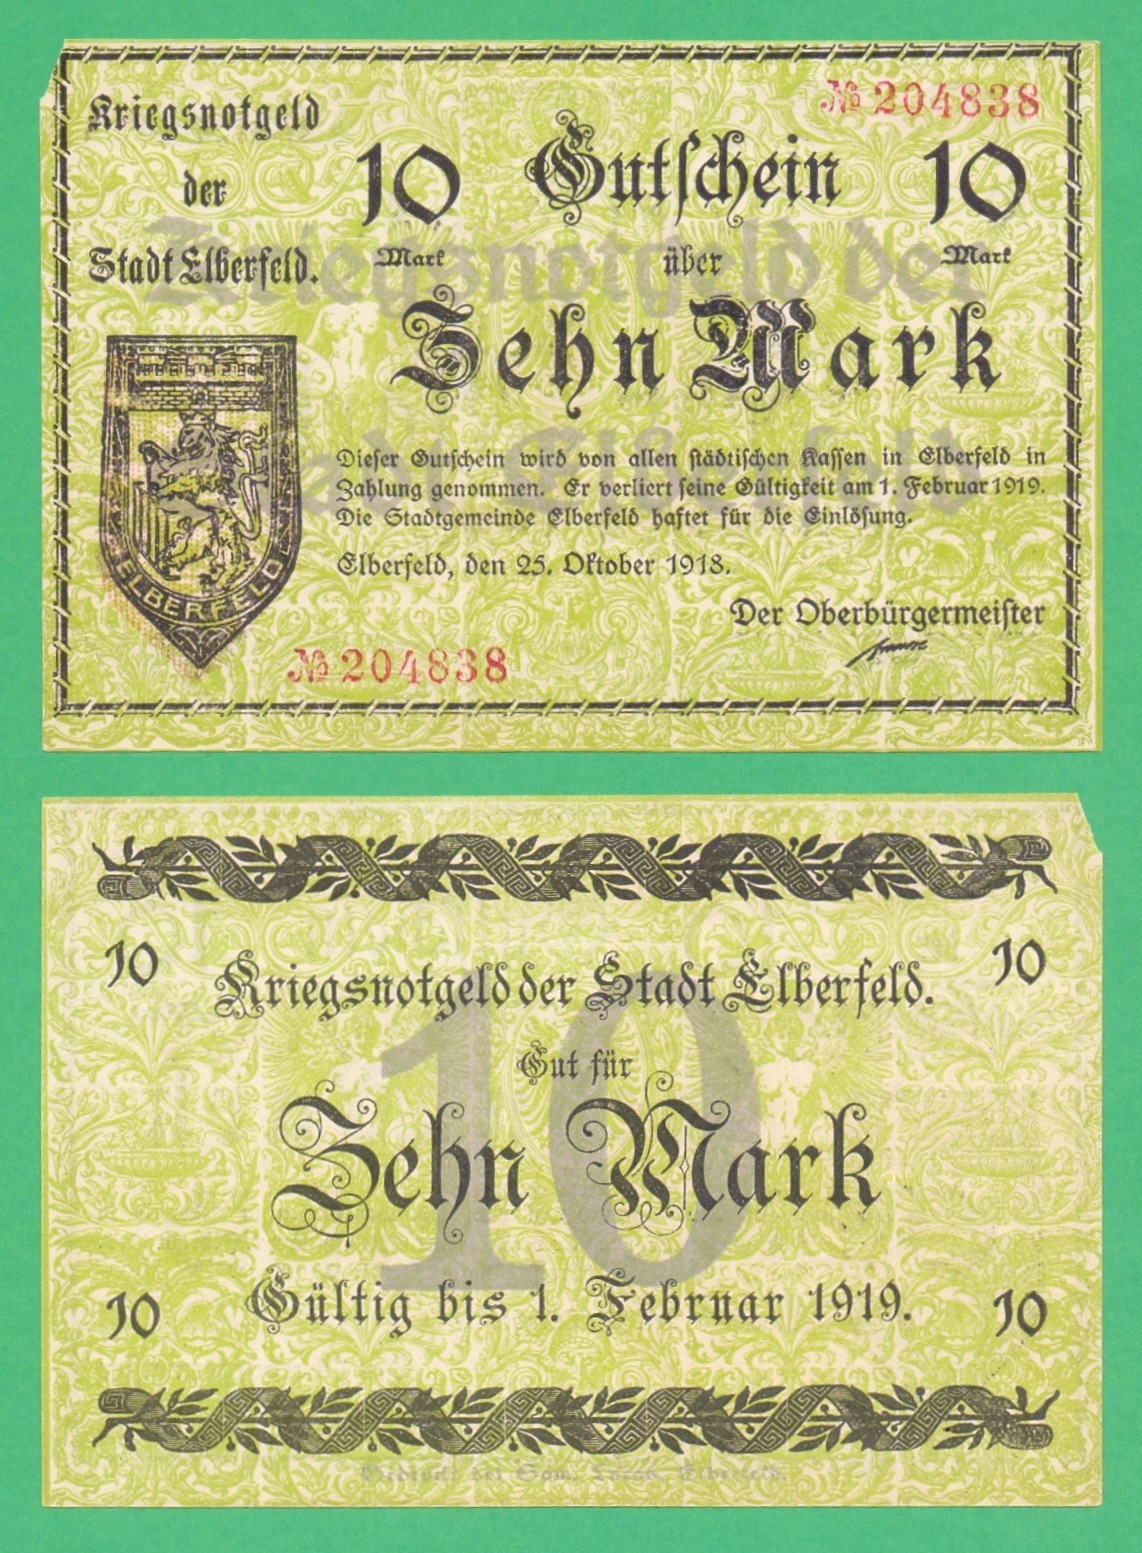 Kriegsnotgeld
der
Stadt Elberfeld.
№ 204838
10
Mark
Gutschein
über
10
Mark
Zehn Mark
Kriegsnotgeld der
Stadt Elberfeld
Dieser Gutschein wird von allen städtischen Kassen in Elberfeld in
Zahlung genommen. Er verliert seine Gültigkeit am 1. Februar 1919.
Die Stadtgemeinde Elberfeld haftet für die Einlösung.
Elberfeld, den 25. Oktober 1918.
Der Oberbürgermeister
ELBERFELD
№ 204838
10
10
Kriegsnotgeld der Stadt Elberfeld.
Gut für
10
Zehn Mark
Gültig bis 1. Februar 1919.
10
10
Gedruckt bei Sam. Lucas, Elberfeld.